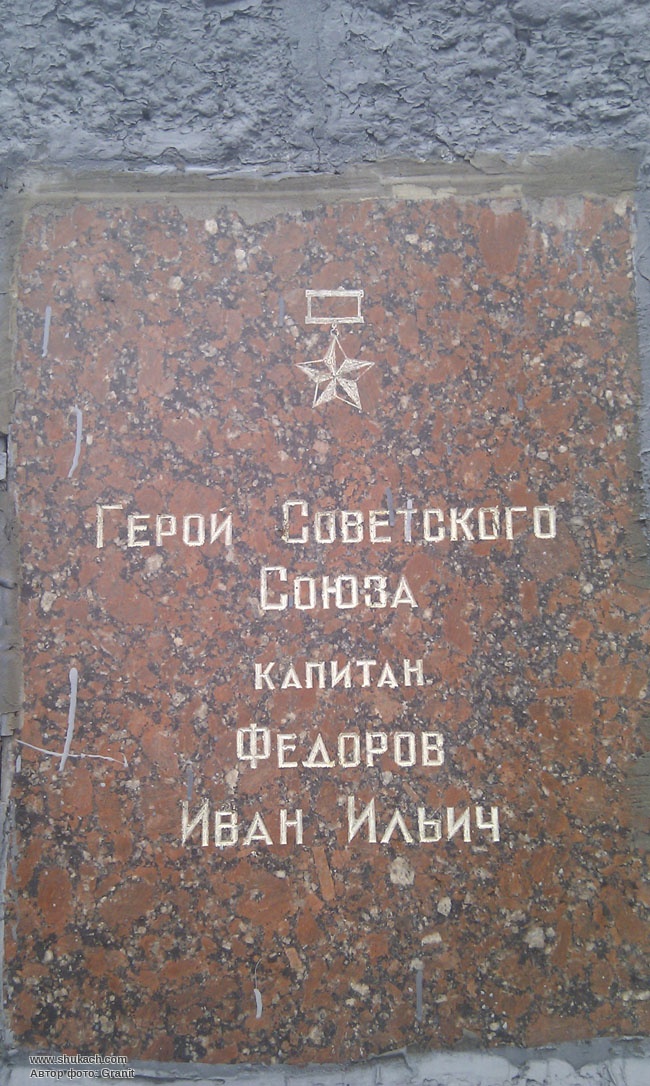 Герой Советского
Союза
капитан
Федоров
Иван Ильич
www.shukach.com
Автор фото: Granit